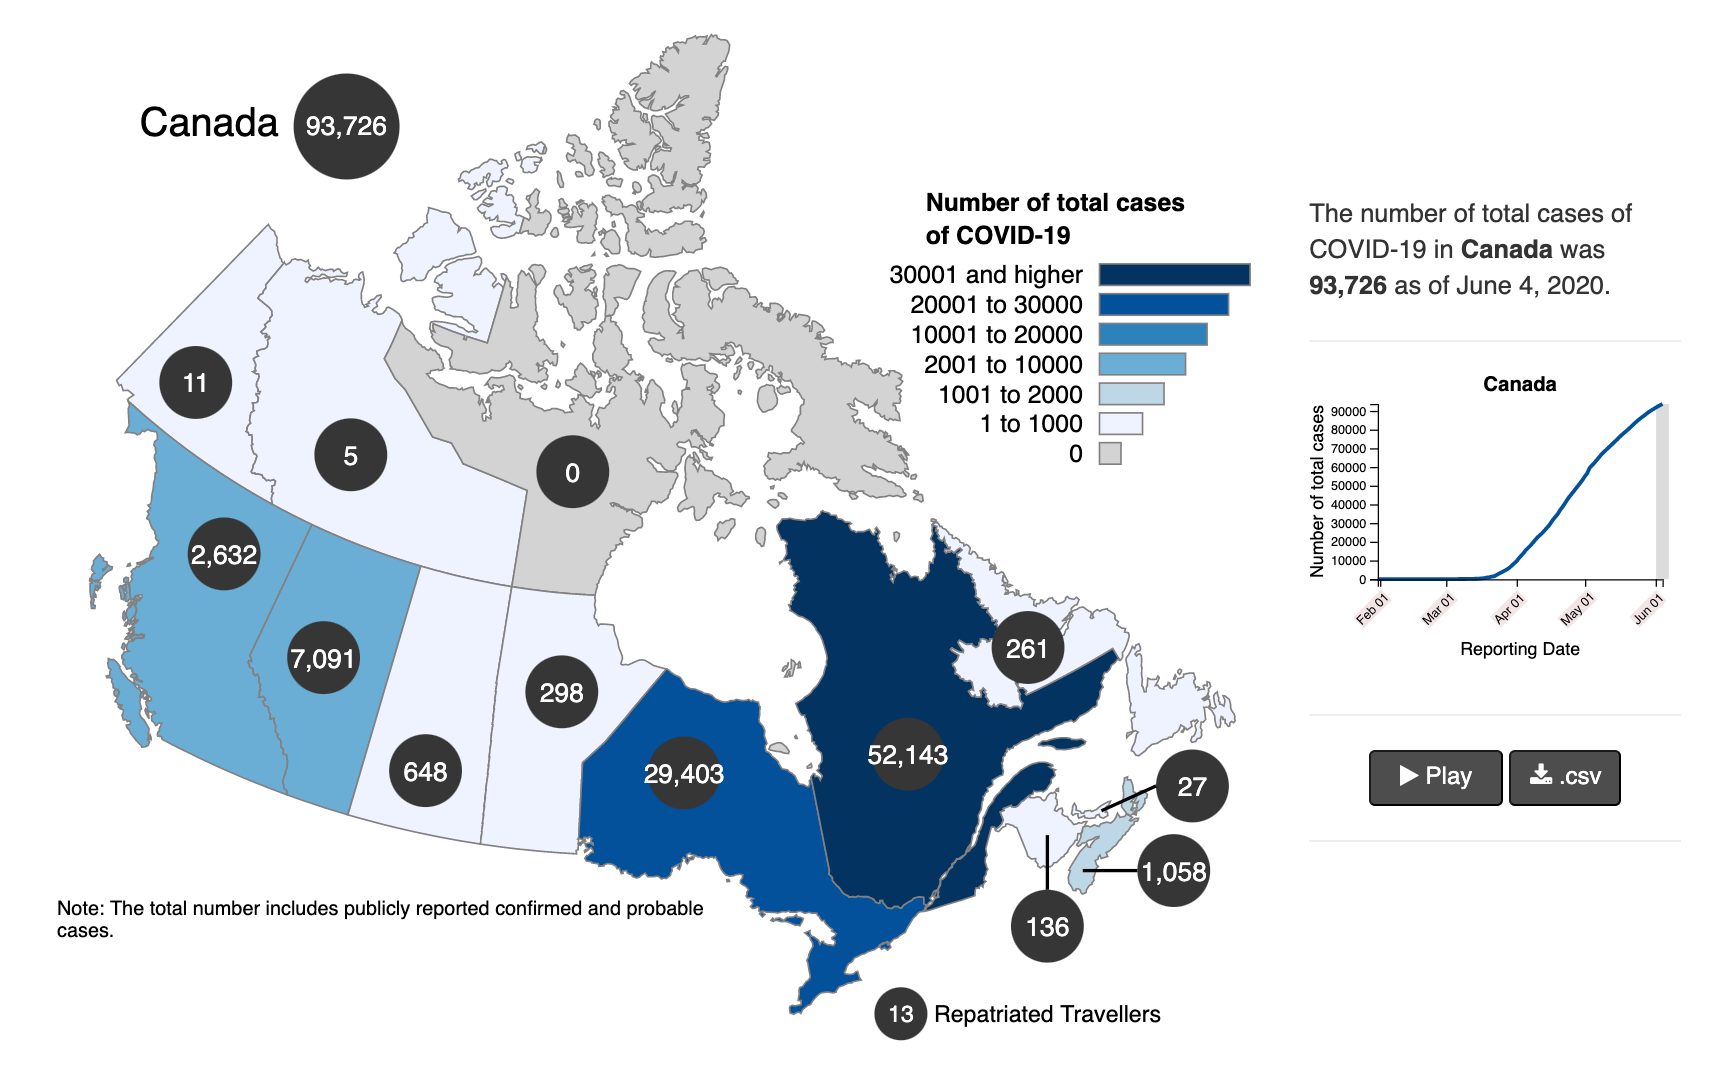 Canada
93,726
Number of total cases
of COVID-19
30001 and higher
20001 to 30000
10001 to 20000
2001 to 10000
1001 to 2000
1 to 1000
0
11
5
0
2,632
7,091
648
298
29,403
52,143
261
27
1,058
136
13 Repatriated Travellers
Note: The total number includes publicly reported confirmed and probable
cases.
The number of total cases of
COVID-19 in Canada was
93,726 as of June 4, 2020.
Canada
Number of total cases
90000
80000
70000
60000
50000
40000
30000
20000
10000
0
Feb 01
Mar 01
Apr 01
May 01
Jun 01
Reporting Date
Play
.csv